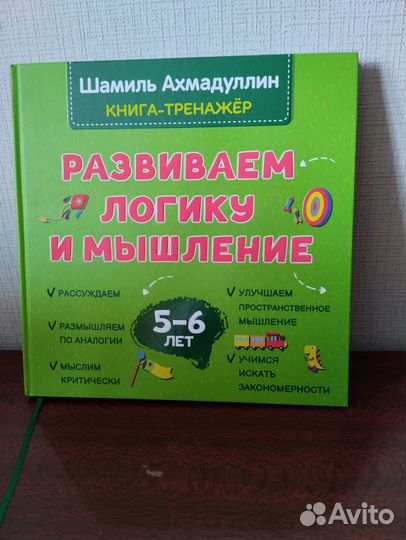 Шамиль Ахмадуллин
КНИГА-ТРЕНАЖЁР
РАЗВИВАЕМ
ЛОГИКУ
И МЫШЛЕНИЕ
РАССУЖДАЕМ
РАЗМЫШЛЯЕМ
ПО АНАЛОГИИ
МЫСЛИМ
КРИТИЧЕСКИ
5-6
ЛЕТ
УЛУЧШАЕМ
ПРОСТРАНСТВЕННОЕ
МЫШЛЕНИЕ
УЧИМСЯ
ИСКАТЬ
ЗАКОНОМЕРНОСТИ
Avito